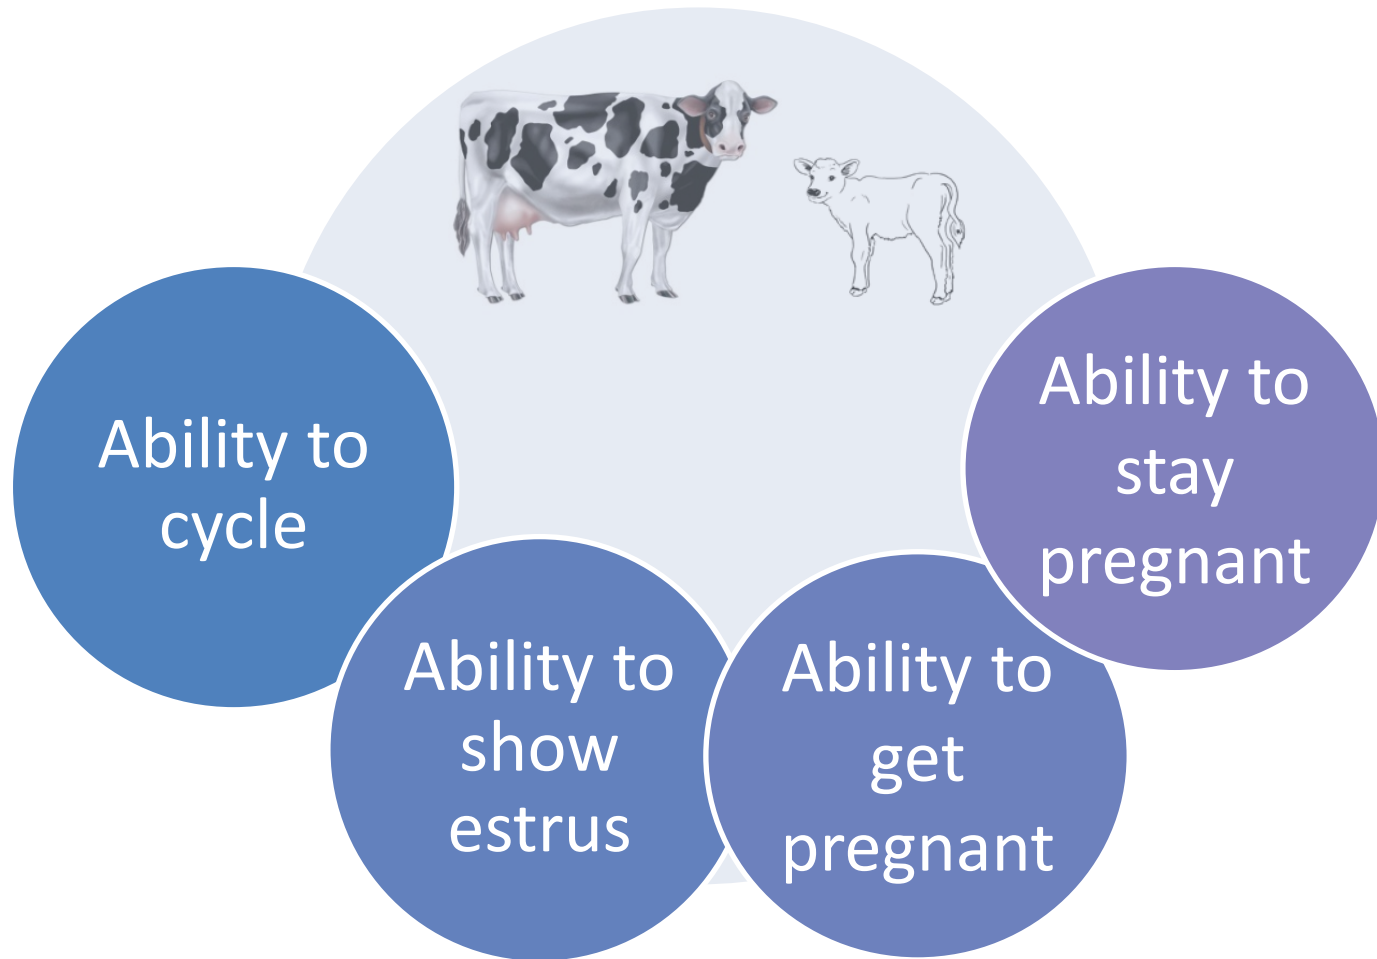 Ability to
cycle
Ability to
show
estrus
Ability to
get
pregnant
Ability to
stay
pregnant